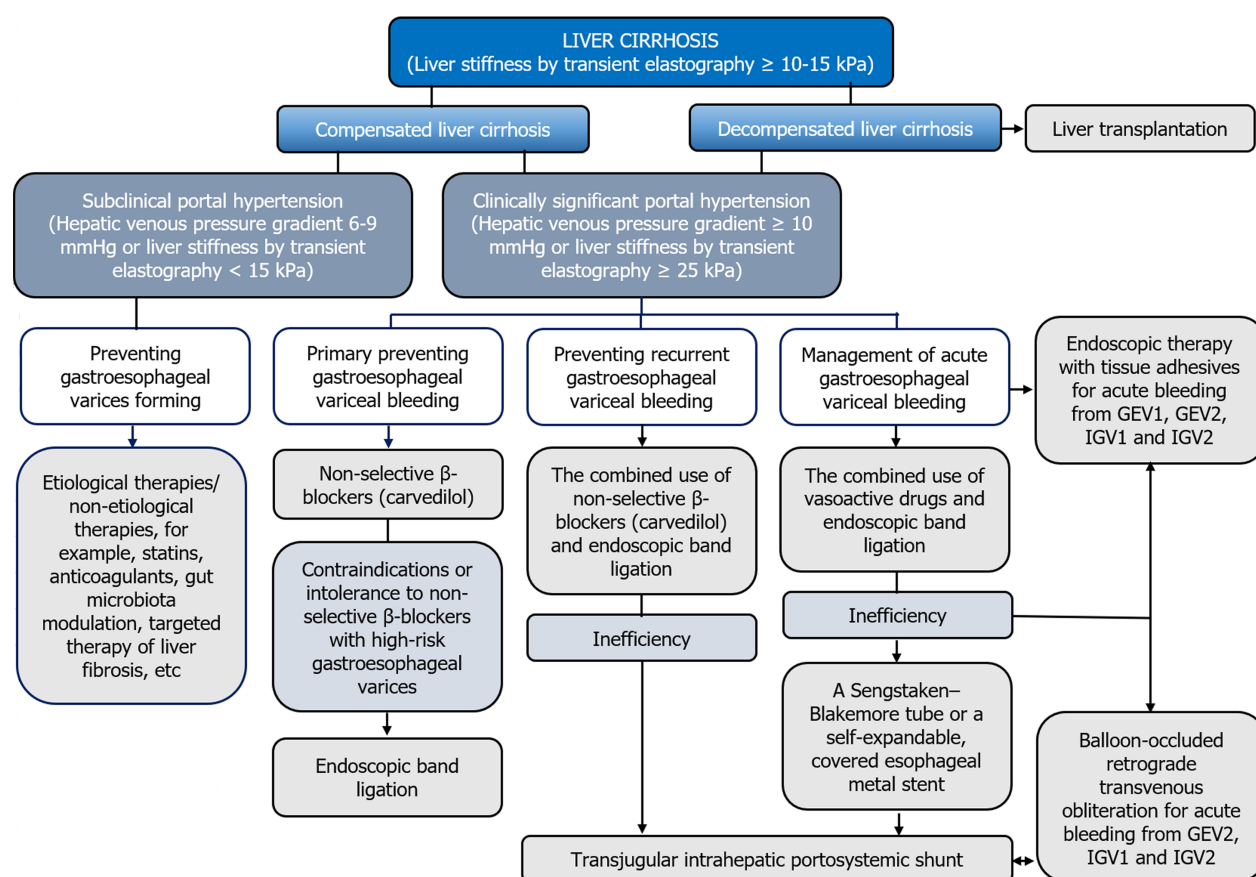 LIVER CIRRHOSIS
(Liver stiffness by transient elastography ≥ 10-15 kPa)
Compensated liver cirrhosis
Decompensated liver cirrhosis
Liver transplantation
Subclinical portal hypertension
(Hepatic venous pressure gradient 6-9
mmHg or liver stiffness by transient
elastography < 15 kPa)
Clinically significant portal hypertension
(Hepatic venous pressure gradient ≥ 10
mmHg or liver stiffness by transient
elastography ≥ 25 kPa)
Preventing
gastroesophageal
varices forming
Primary preventing
gastroesophageal
variceal bleeding
Preventing recurrent
gastroesophageal
variceal bleeding
Management of acute
gastroesophageal
variceal bleeding
Endoscopic therapy
with tissue adhesives
for acute bleeding
from GEV1, GEV2,
IGV1 and IGV2
Etiological therapies/
non-etiological
therapies, for
example, statins,
anticoagulants, gut
microbiota
modulation, targeted
therapy of liver
fibrosis, etc
Non-selective β-
blockers (carvedilol)
Contraindications or
intolerance to non-
selective β-blockers
with high-risk
gastroesophageal
varices
Endoscopic band
ligation
The combined use of
non-selective β-
blockers (carvedilol)
and endoscopic band
ligation
Inefficiency
The combined use of
vasoactive drugs and
endoscopic band
ligation
Inefficiency
A Sengstaken–
Blakemore tube or a
self-expandable,
covered esophageal
metal stent
Balloon-occluded
retrograde
transvenous
obliteration for acute
bleeding from GEV2,
IGV1 and IGV2
Transjugular intrahepatic portosystemic shunt